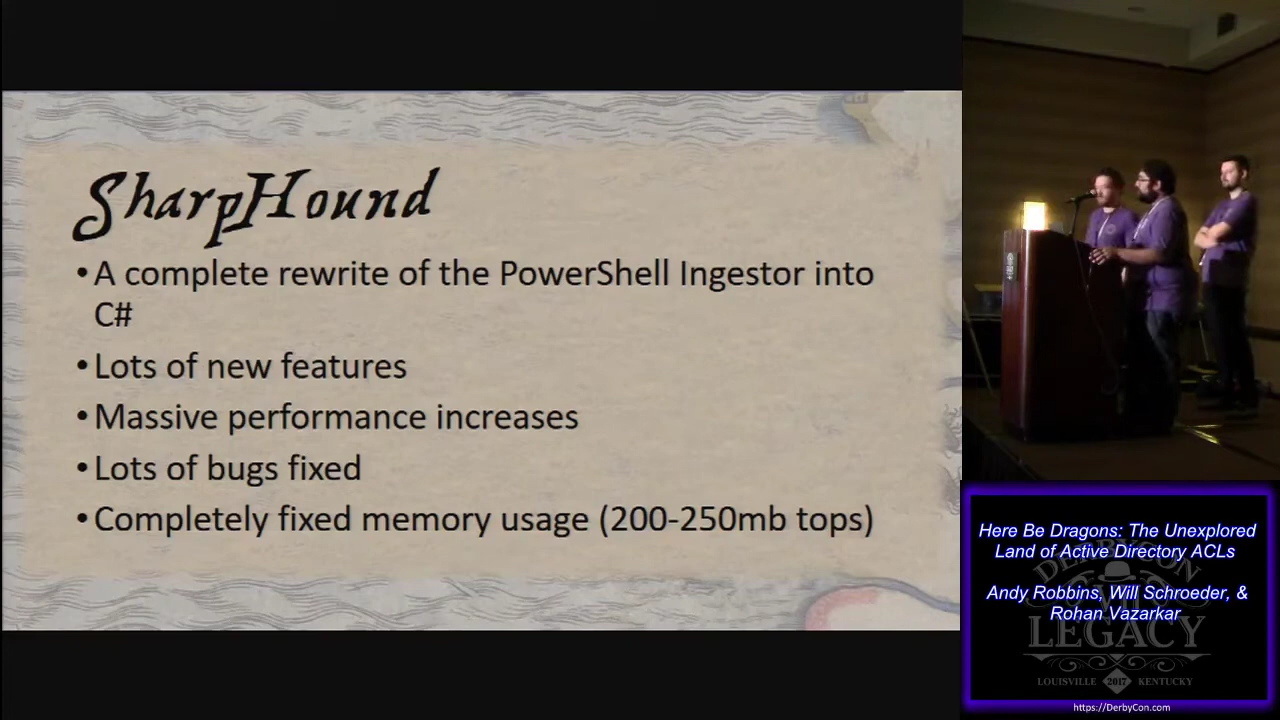 SharpHound
•A complete rewrite of the PowerShell Ingestor into
C#
•Lots of new features
•Massive performance increases
•Lots of bugs fixed
•Completely fixed memory usage (200-250mb tops)
Here Be Dragons: The Unexplored
Land of Active Directory ACLs
Andy Robbins, Will Schroeder, &
Rohan Vazarkar
DERBYCON
LEGACY
LOUISVILLE 2017 KENTUCKY
https://DerbyCon.com